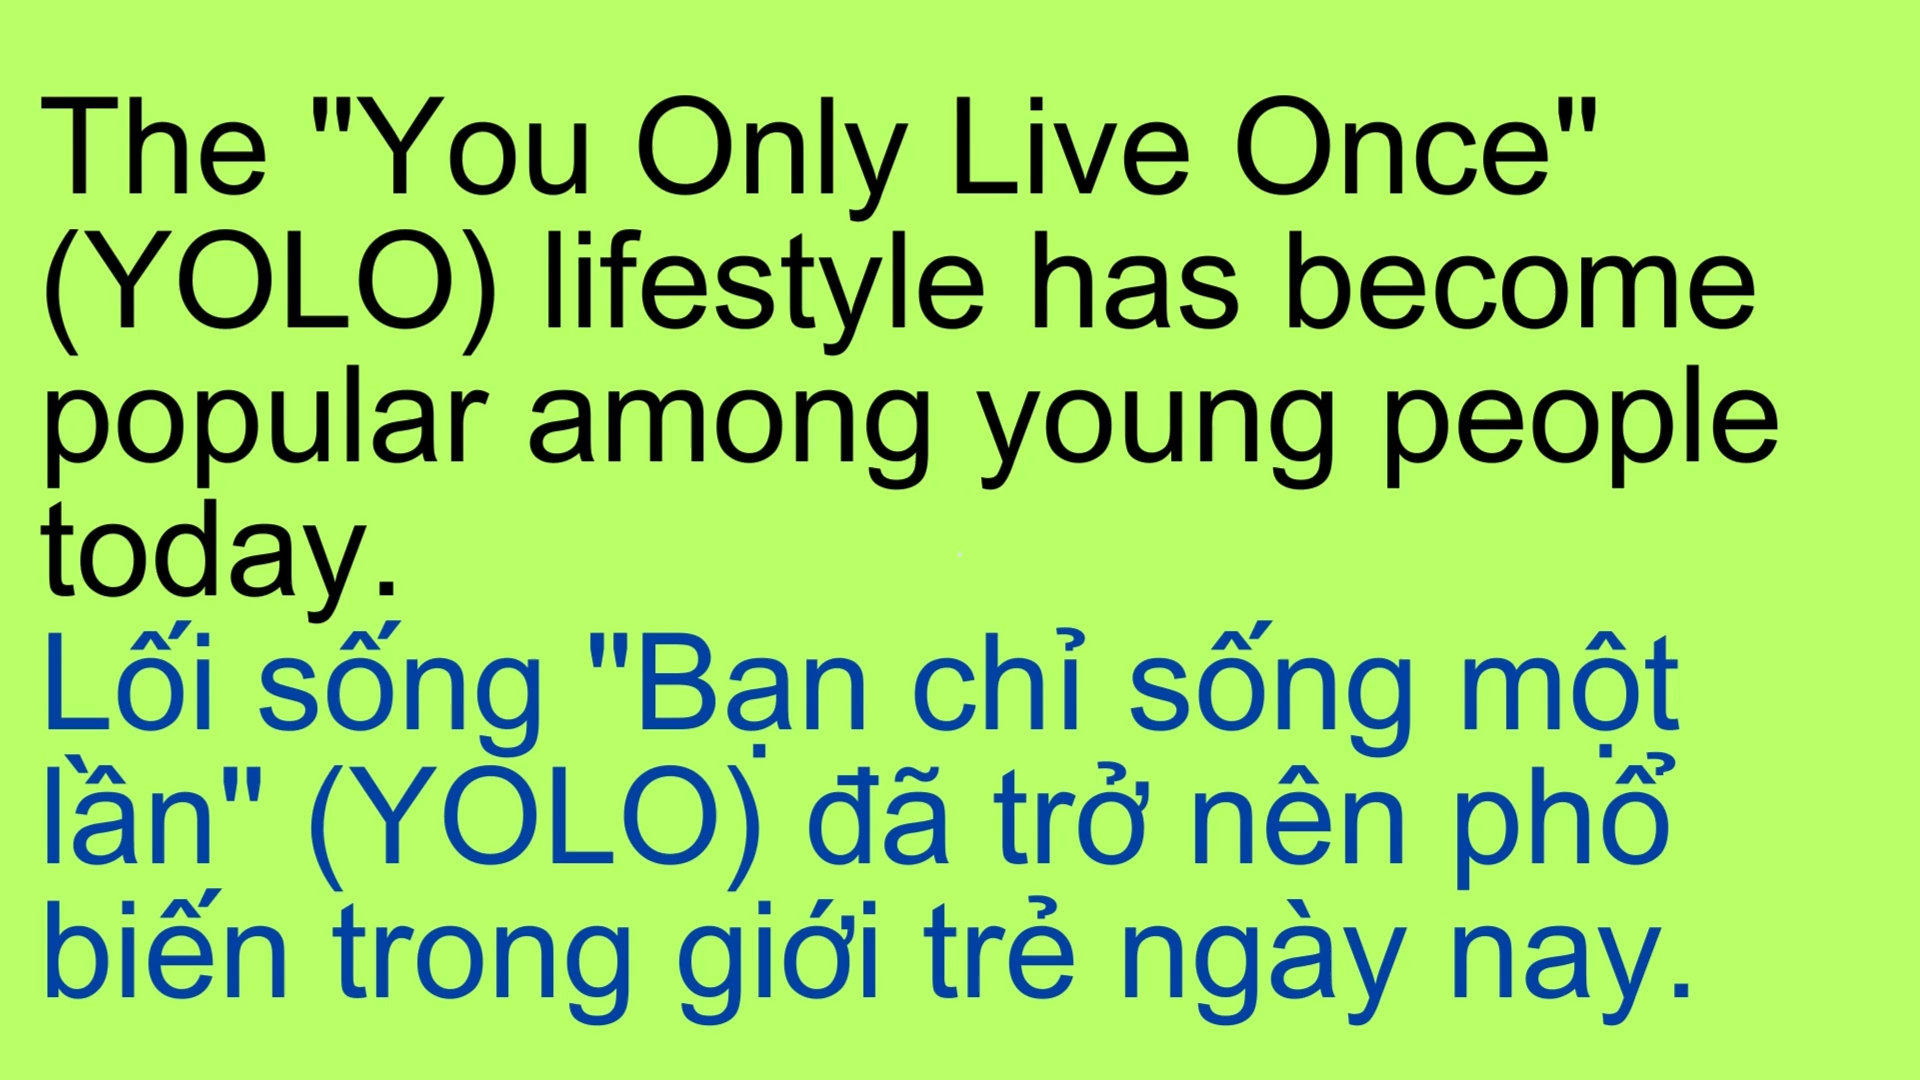 The "You Only Live Once"
(YOLO) lifestyle has become
popular among young people
today.
Lối sống "Bạn chỉ sống một
lần" (YOLO) đã trở nên phổ
biến trong giới trẻ ngày nay.